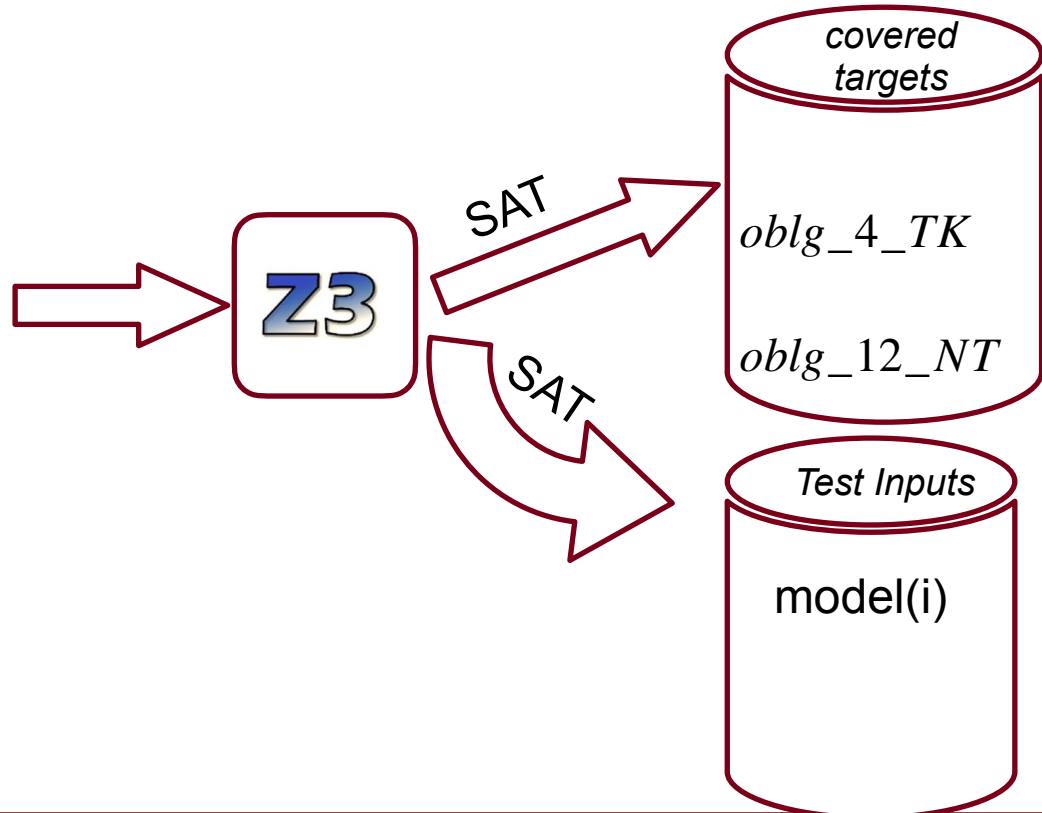 covered
targets
SAT
oblg_4_TK
Z3
oblg_12_NT
SAT
Test Inputs
model(i)